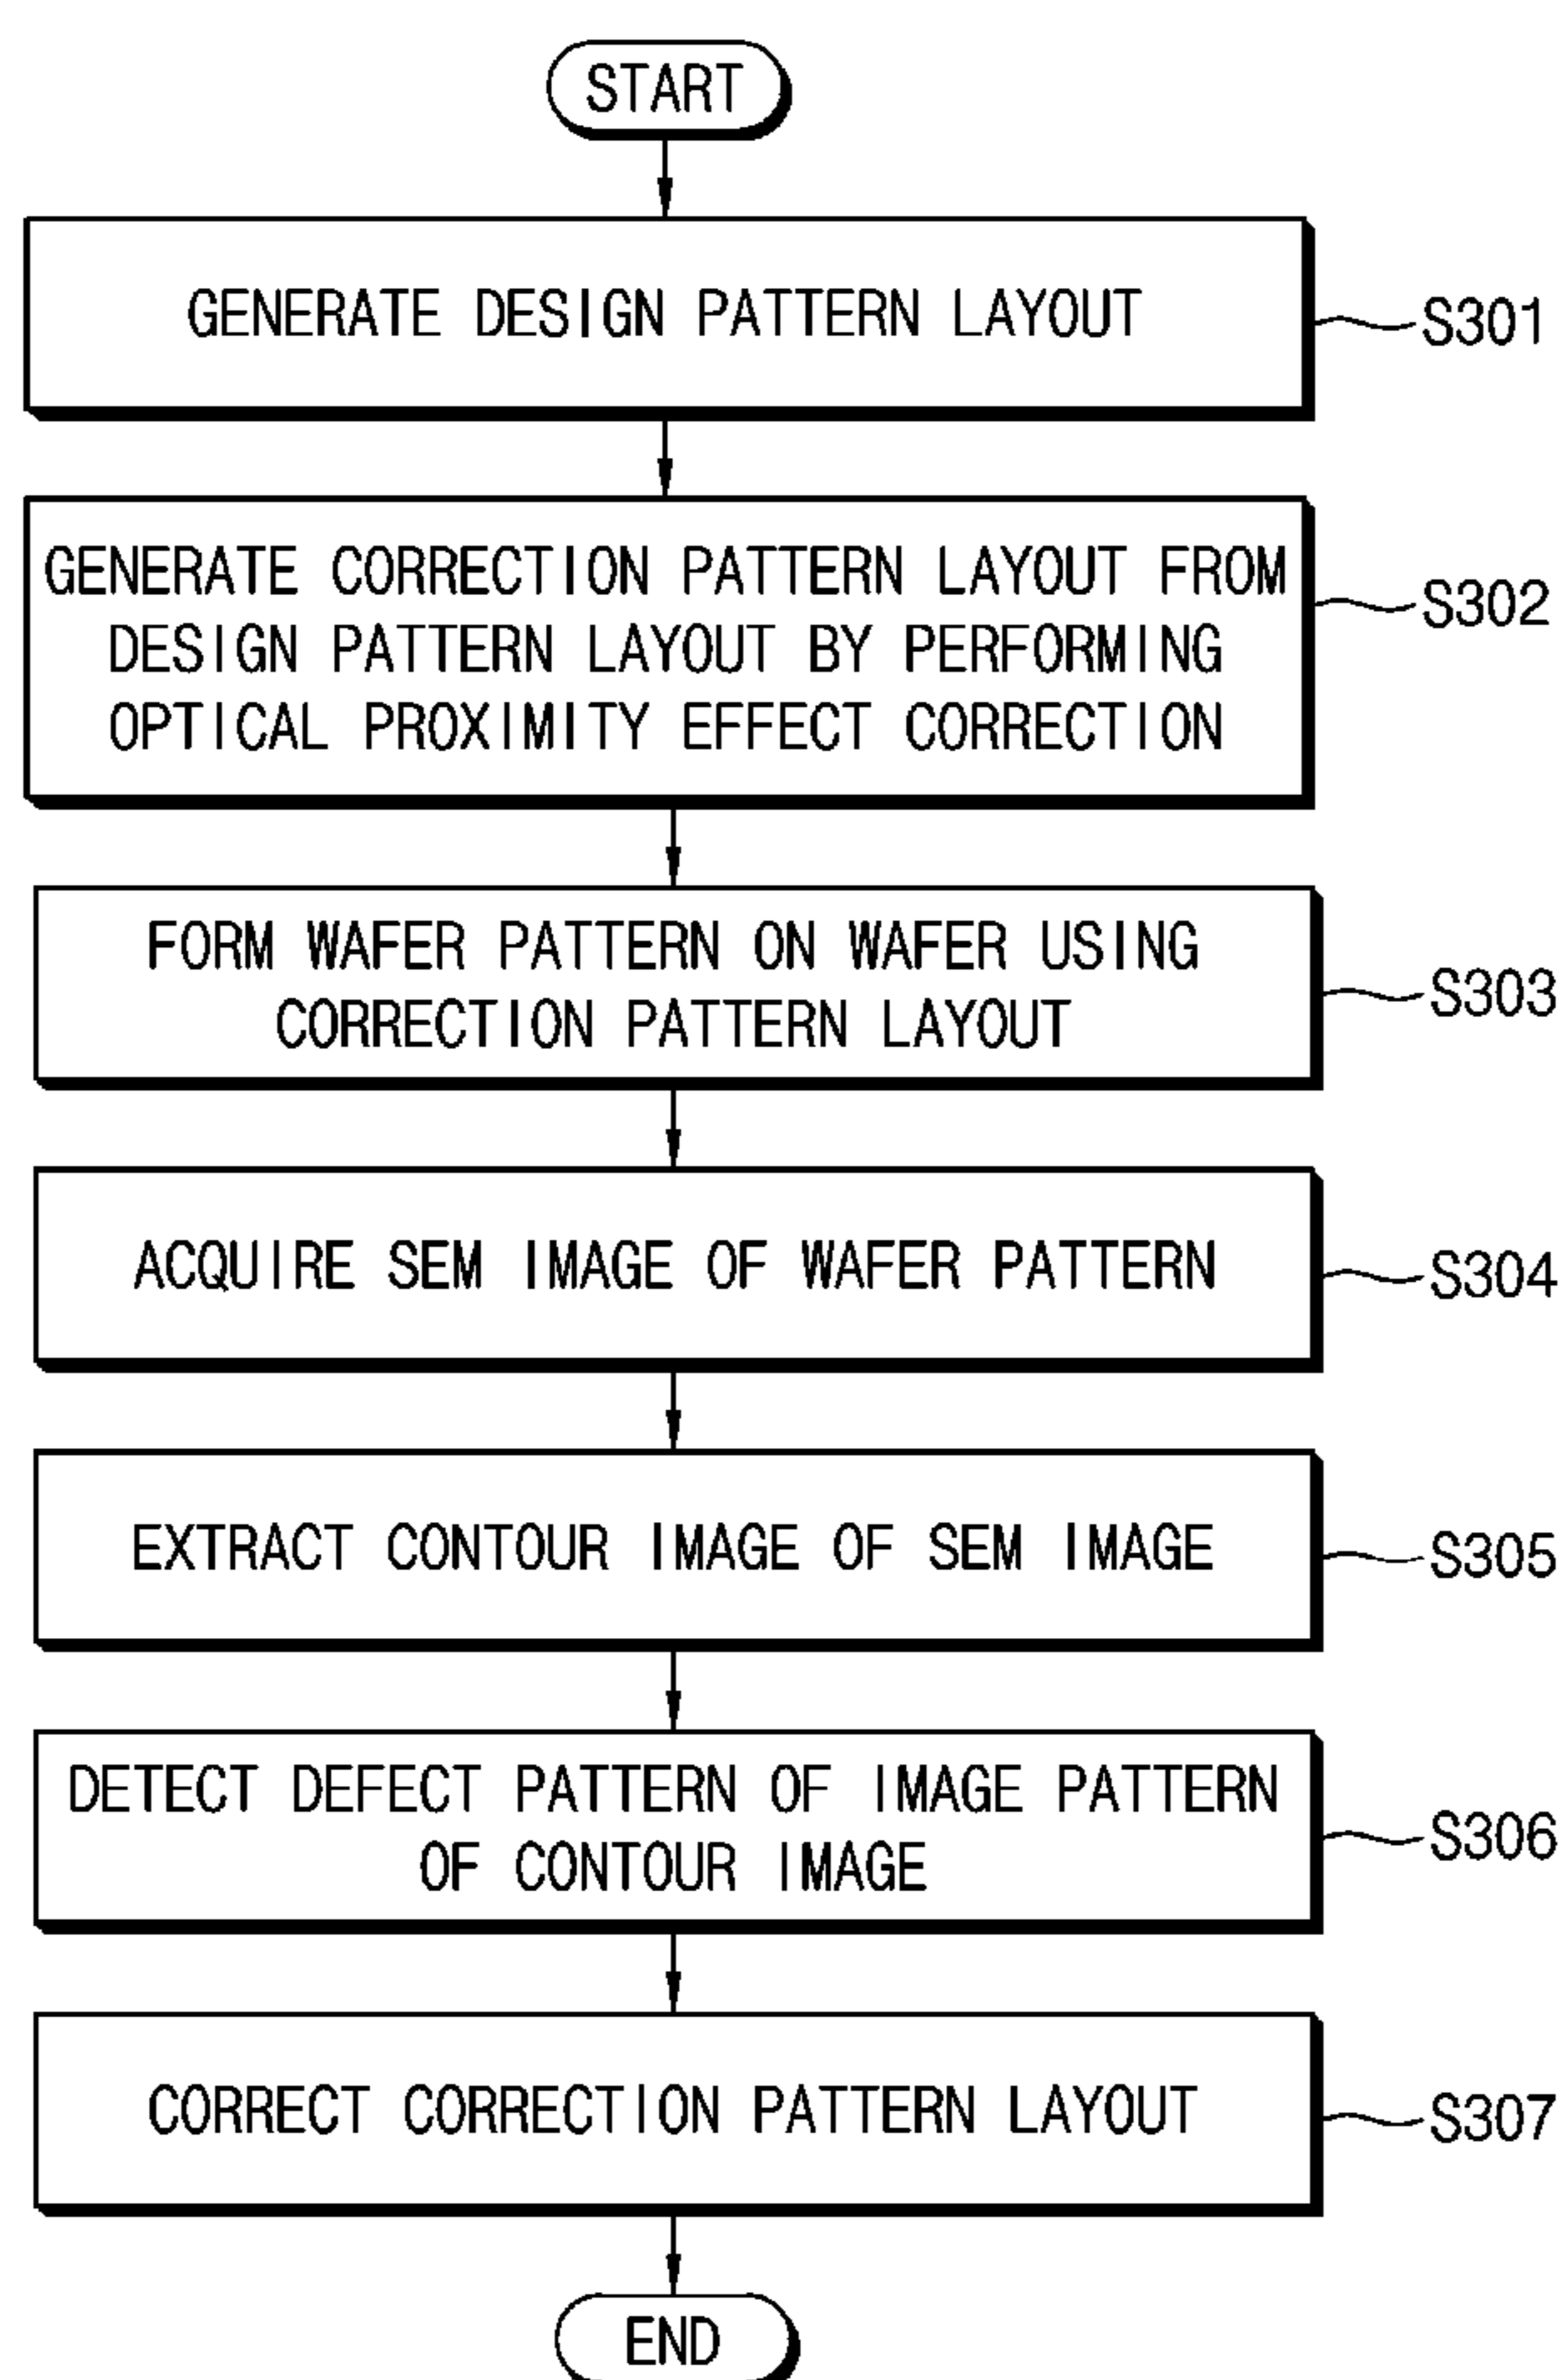 START
GENERATE DESIGN PATTERN LAYOUT
S301
GENERATE CORRECTION PATTERN LAYOUT FROM
DESIGN PATTERN LAYOUT BY PERFORMING
OPTICAL PROXIMITY EFFECT CORRECTION
S302
FORM WAFER PATTERN ON WAFER USING
CORRECTION PATTERN LAYOUT
S303
ACQUIRE SEM IMAGE OF WAFER PATTERN
S304
EXTRACT CONTOUR IMAGE OF SEM IMAGE
S305
DETECT DEFECT PATTERN OF IMAGE PATTERN
OF CONTOUR IMAGE
S306
CORRECT CORRECTION PATTERN LAYOUT
S307
END